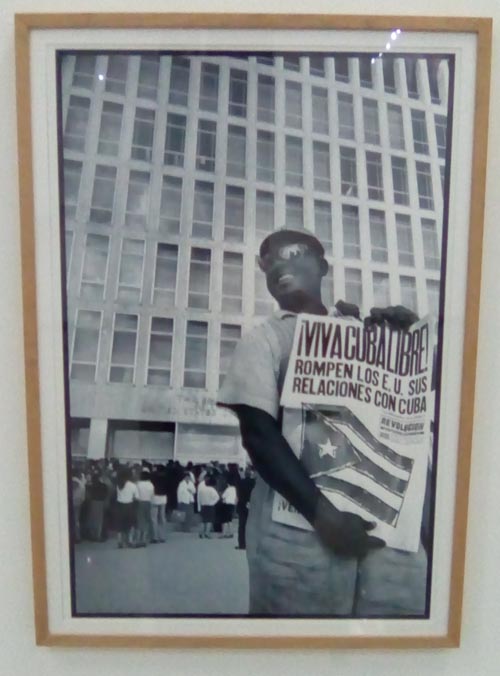 ¡VIVA CUBA LIBRE!
ROMPEN LOS E.U. SUS
RELACIONES CON CUBA
REVOLUCION